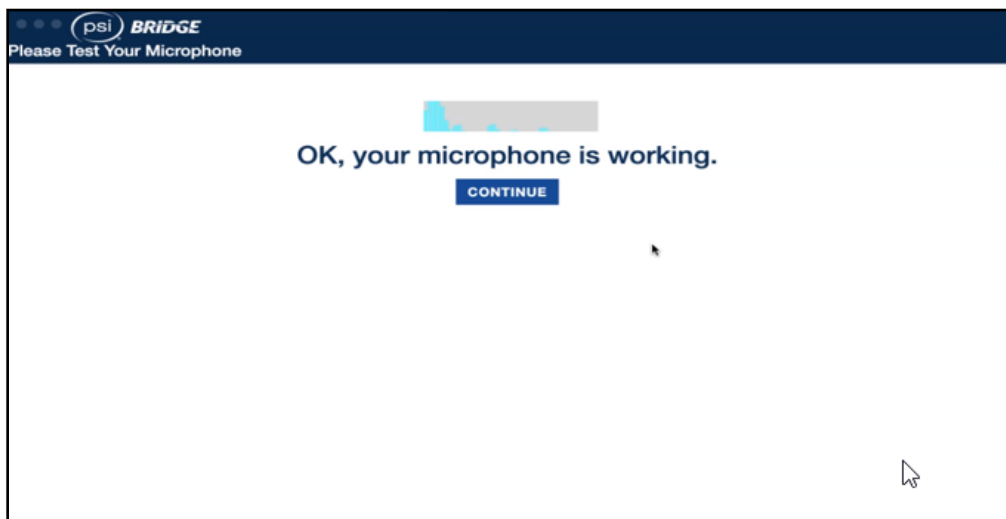 psi BRIDGE
Please Test Your Microphone
OK, your microphone is working.
CONTINUE